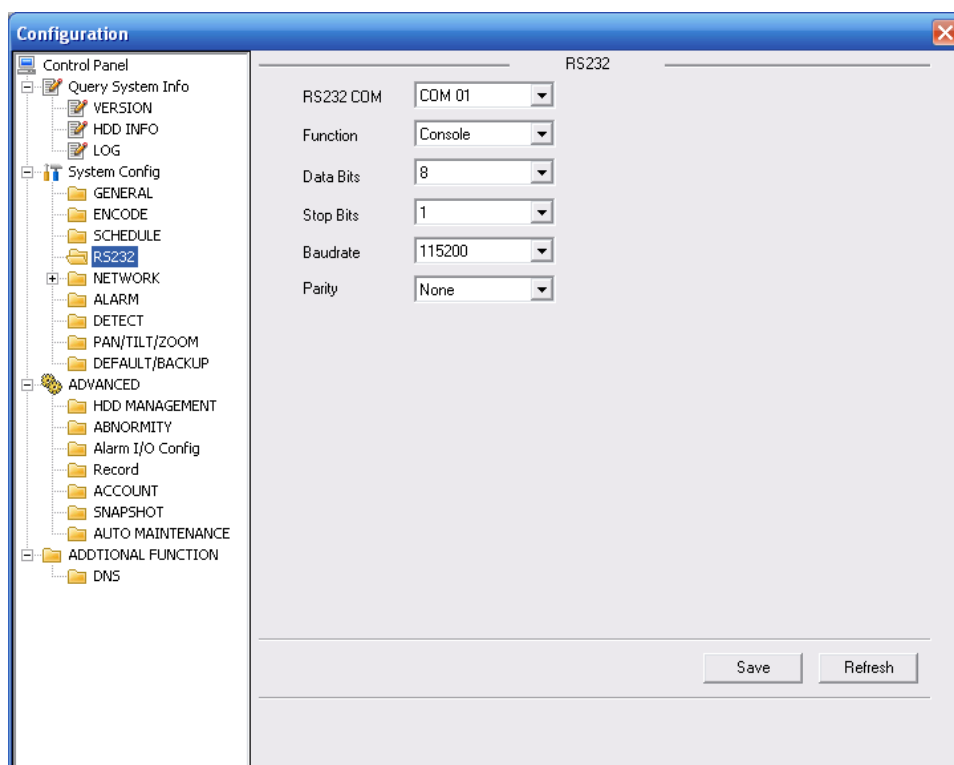 Configuration
Control Panel
Query System Info
VERSION
HDD INFO
LOG
System Config
GENERAL
ENCODE
SCHEDULE
RS232
NETWORK
ALARM
DETECT
PAN/TILT/ZOOM
DEFAULT/BACKUP
ADVANCED
HDD MANAGEMENT
ABNORMITY
Alarm I/O Config
Record
ACCOUNT
SNAPSHOT
AUTO MAINTENANCE
ADDTIONAL FUNCTION
DNS
RS232
RS232 COM COM 01
Function Console
Data Bits 8
Stop Bits 1
Baudrate 115200
Parity None
Save Refresh